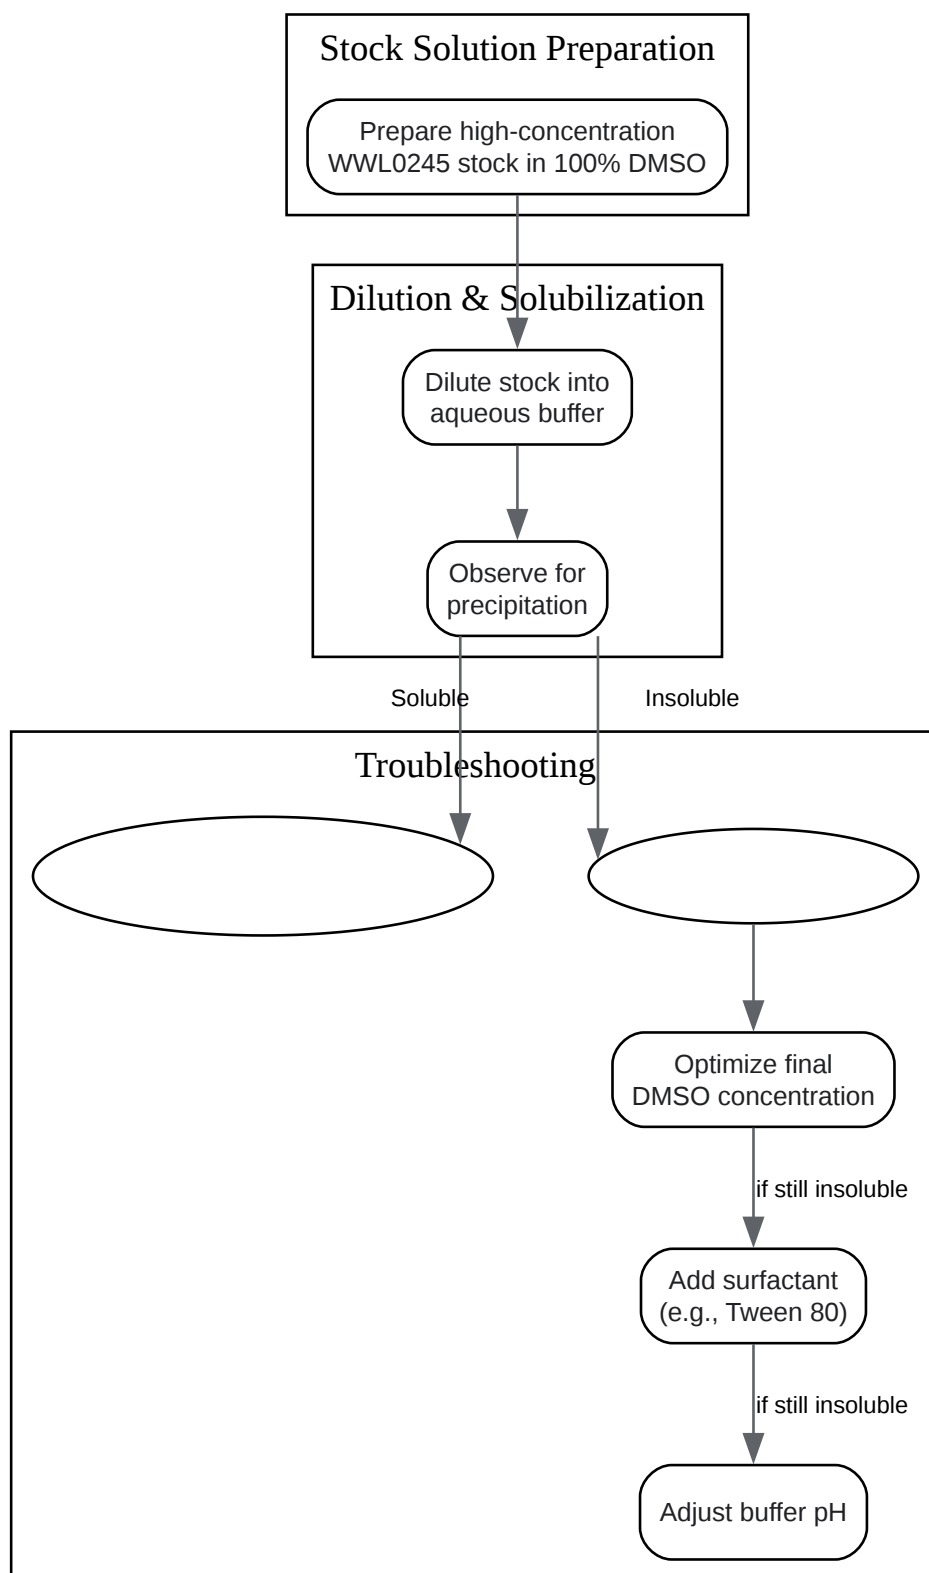 Stock Solution Preparation
Prepare high-concentration
WWL0245 stock in 100% DMSO
Dilution & Solubilization
Dilute stock into
aqueous buffer
Observe for
precipitation
Soluble
Insoluble
Troubleshooting
Optimize final
DMSO concentration
if still insoluble
Add surfactant
(e.g., Tween 80)
if still insoluble
Adjust buffer pH